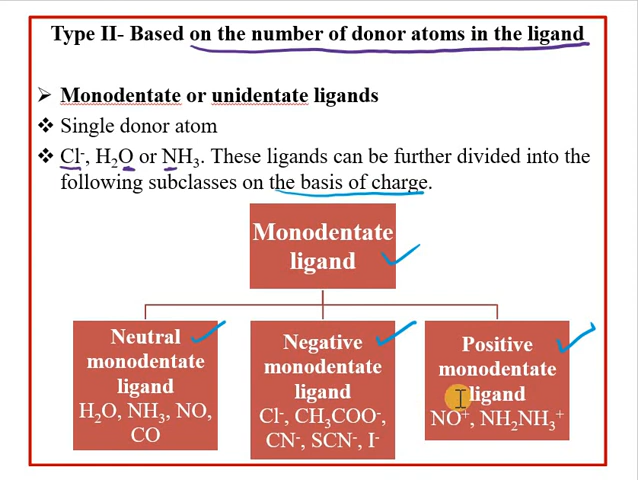 Type II- Based on the number of donor atoms in the ligand
➢ Monodentate or unidentate ligands
❖ Single donor atom
❖ Cl⁻, H₂O or NH₃. These ligands can be further divided into the
following subclasses on the basis of charge.
Monodentate
ligand
Neutral
monodentate
ligand
H₂O, NH₃, NO,
CO
Negative
monodentate
ligand
Cl⁻, CH₃COO⁻,
CN⁻, SCN⁻, I⁻
Positive
monodentate
ligand
NO⁺, NH₂NH₃⁺